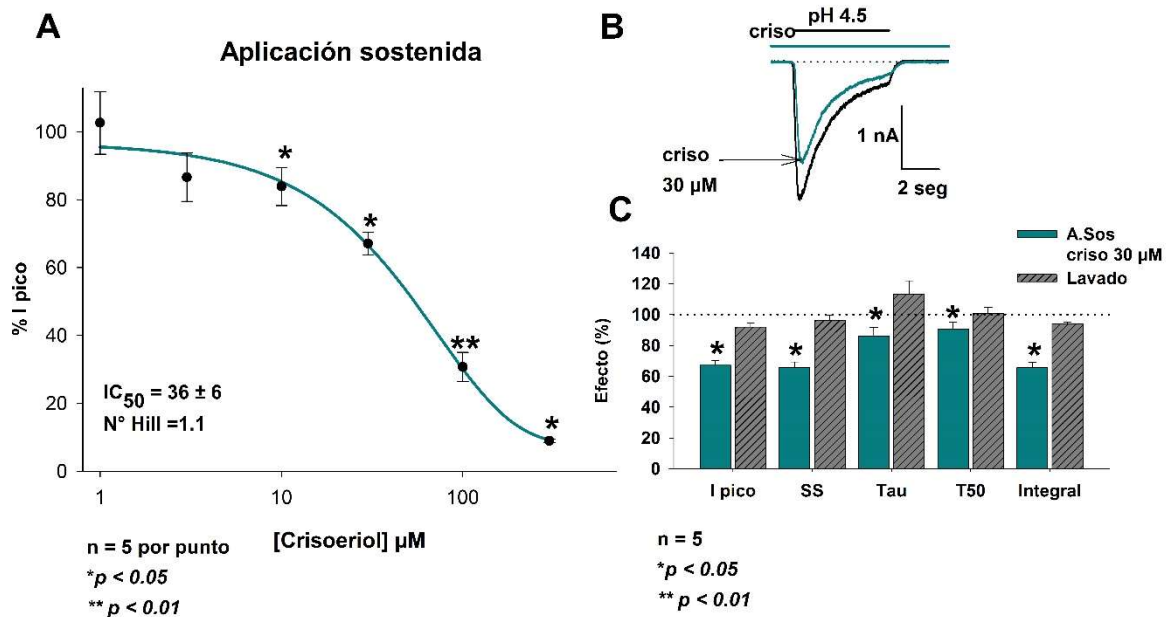 A
Aplicación sostenida
% I pico
100
80
60
40
20
0
*
*
**
*
IC50 = 36 ± 6
N° Hill =1.1
1
10
100
[Crisoeriol] µM
n = 5 por punto
*p < 0.05
** p < 0.01
B
pH 4.5
criso
criso
30 µM
1 nA
2 seg
C
A.Sos
criso 30 µM
Lavado
Efecto (%)
140
120
100
80
60
40
20
0
*
*
*
*
*
I pico
SS
Tau
T50
Integral
n = 5
*p < 0.05
** p < 0.01